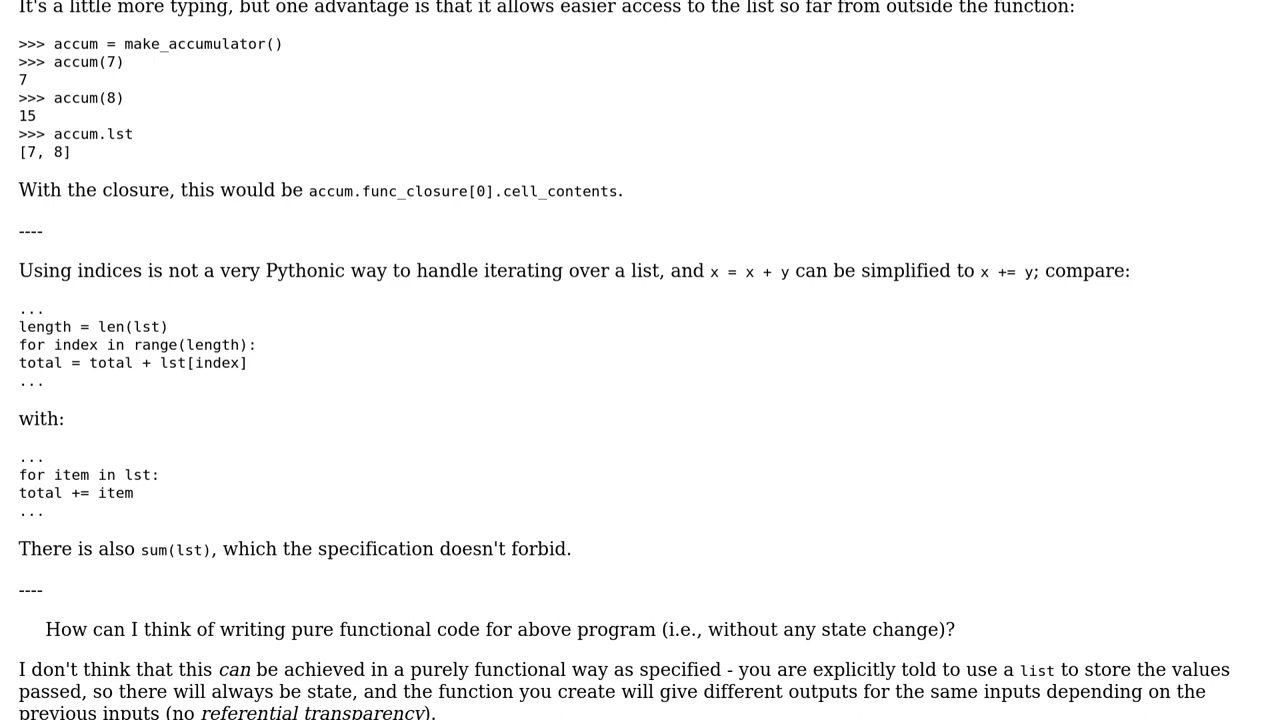 It's a little more typing, but one advantage is that it allows easier access to the list so far from outside the function:
>>> accum = make_accumulator()
>>> accum(7)
7
>>> accum(8)
15
>>> accum.lst
[7, 8]
With the closure, this would be accum.func_closure[0].cell_contents.
----
Using indices is not a very Pythonic way to handle iterating over a list, and x = x + y can be simplified to x += y; compare:
...
length = len(lst)
for index in range(length):
total = total + lst[index]
...
with:
...
for item in lst:
total += item
...
There is also sum(lst), which the specification doesn't forbid.
----
How can I think of writing pure functional code for above program (i.e., without any state change)?
I don't think that this can be achieved in a purely functional way as specified - you are explicitly told to use a list to store the values
passed, so there will always be state, and the function you create will give different outputs for the same inputs depending on the
previous inputs (no referential transparency).